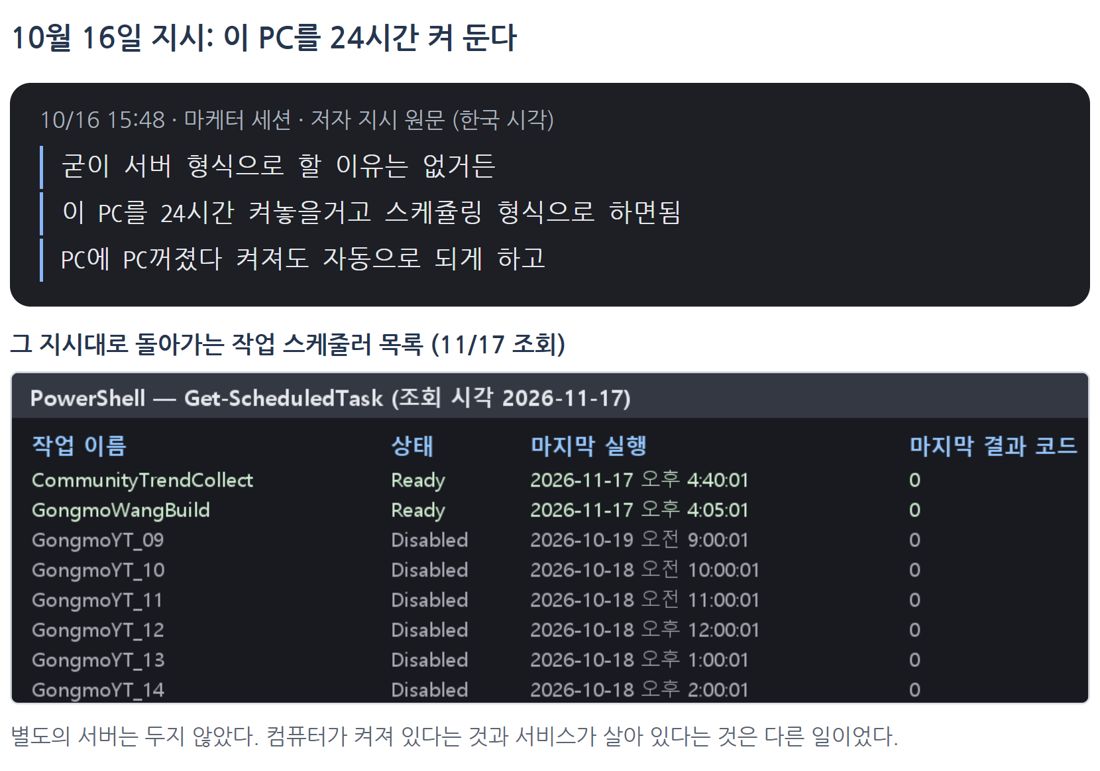 10월 16일 지시: 이 PC를 24시간 켜 둔다
10/16 15:48 · 마케터 세션 · 저자 지시 원문 (한국 시각)
굳이 서버 형식으로 할 이유는 없거든
이 PC를 24시간 켜놓을거고 스케쥴링 형식으로 하면됨
PC에 PC꺼졌다 켜져도 자동으로 되게 하고
그 지시대로 돌아가는 작업 스케줄러 목록 (11/17 조회)
PowerShell — Get-ScheduledTask (조회 시각 2026-11-17)
작업 이름 상태 마지막 실행 마지막 결과 코드
CommunityTrendCollect Ready 2026-11-17 오후 4:40:01 0
GongmoWangBuild Ready 2026-11-17 오후 4:05:01 0
GongmoYT_09 Disabled 2026-10-19 오전 9:00:01 0
GongmoYT_10 Disabled 2026-10-18 오전 10:00:01 0
GongmoYT_11 Disabled 2026-10-18 오전 11:00:01 0
GongmoYT_12 Disabled 2026-10-18 오후 12:00:01 0
GongmoYT_13 Disabled 2026-10-18 오후 1:00:01 0
GongmoYT_14 Disabled 2026-10-18 오후 2:00:01 0
별도의 서버는 두지 않았다. 컴퓨터가 켜져 있다는 것과 서비스가 살아 있다는 것은 다른 일이었다.